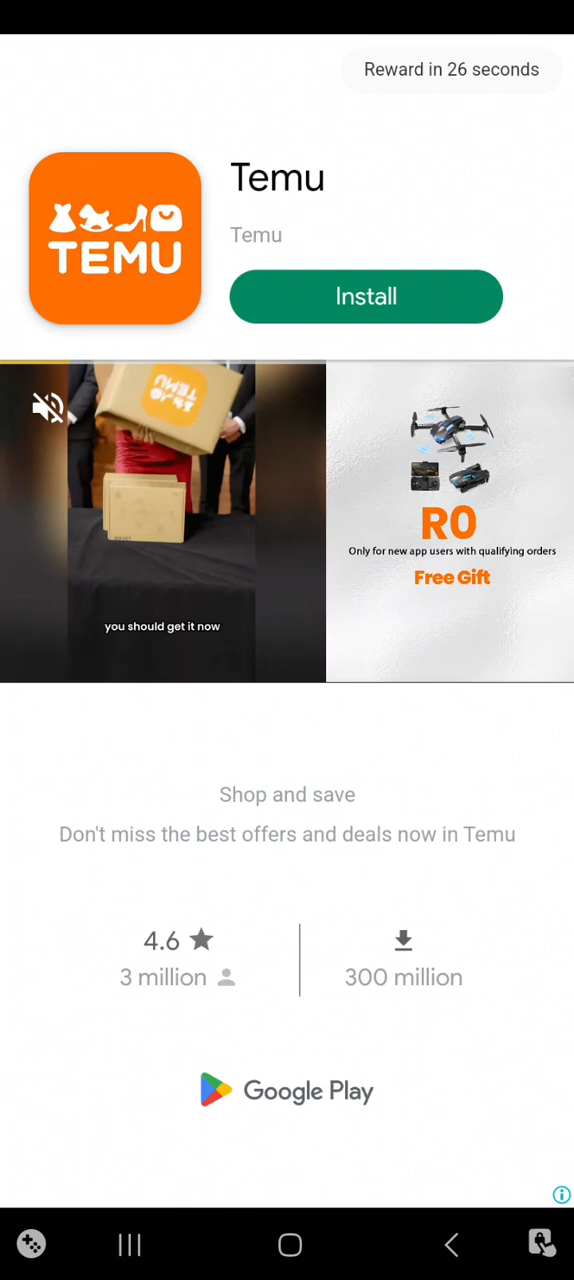 Reward in 26 seconds
TEMU
Temu
Temu
Install
TEMU
you should get it now
R0
Only for new app users with qualifying orders
Free Gift
Shop and save
Don't miss the best offers and deals now in Temu
4.6
3 million
300 million
Google Play